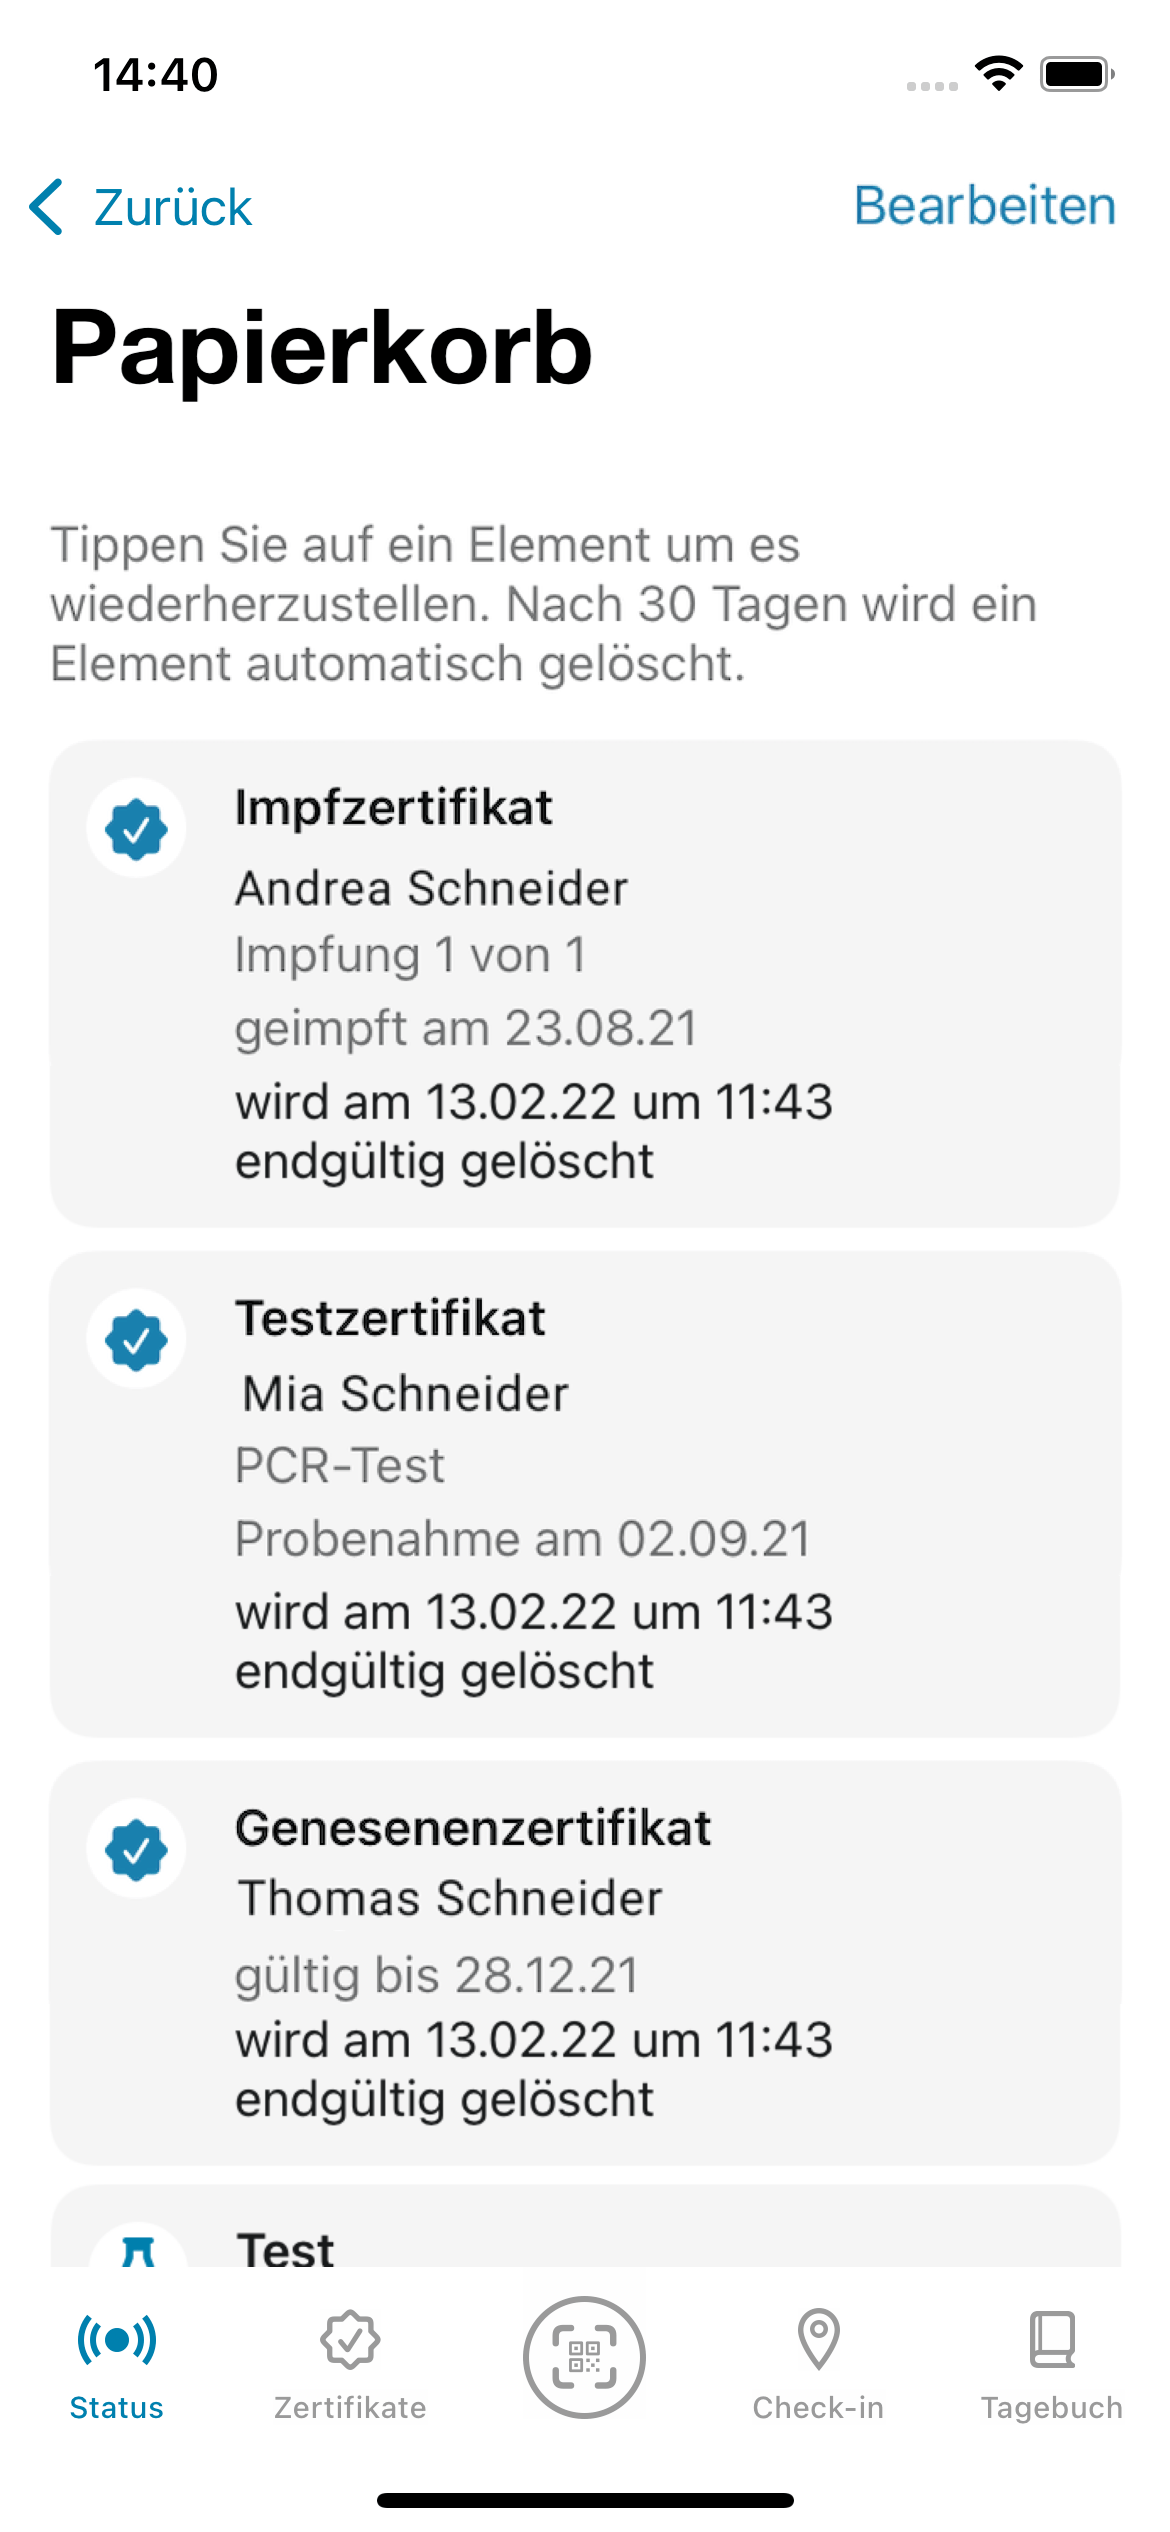 14:40
Zurück
Bearbeiten
Papierkorb
Tippen Sie auf ein Element um es
wiederherzustellen. Nach 30 Tagen wird ein
Element automatisch gelöscht.
Impfzertifikat
Andrea Schneider
Impfung 1 von 1
geimpft am 23.08.21
wird am 13.02.22 um 11:43
endgültig gelöscht
Testzertifikat
Mia Schneider
PCR-Test
Probenahme am 02.09.21
wird am 13.02.22 um 11:43
endgültig gelöscht
Genesenenzertifikat
Thomas Schneider
gültig bis 28.12.21
wird am 13.02.22 um 11:43
endgültig gelöscht
Test
Status
Zertifikate
Check-in
Tagebuch